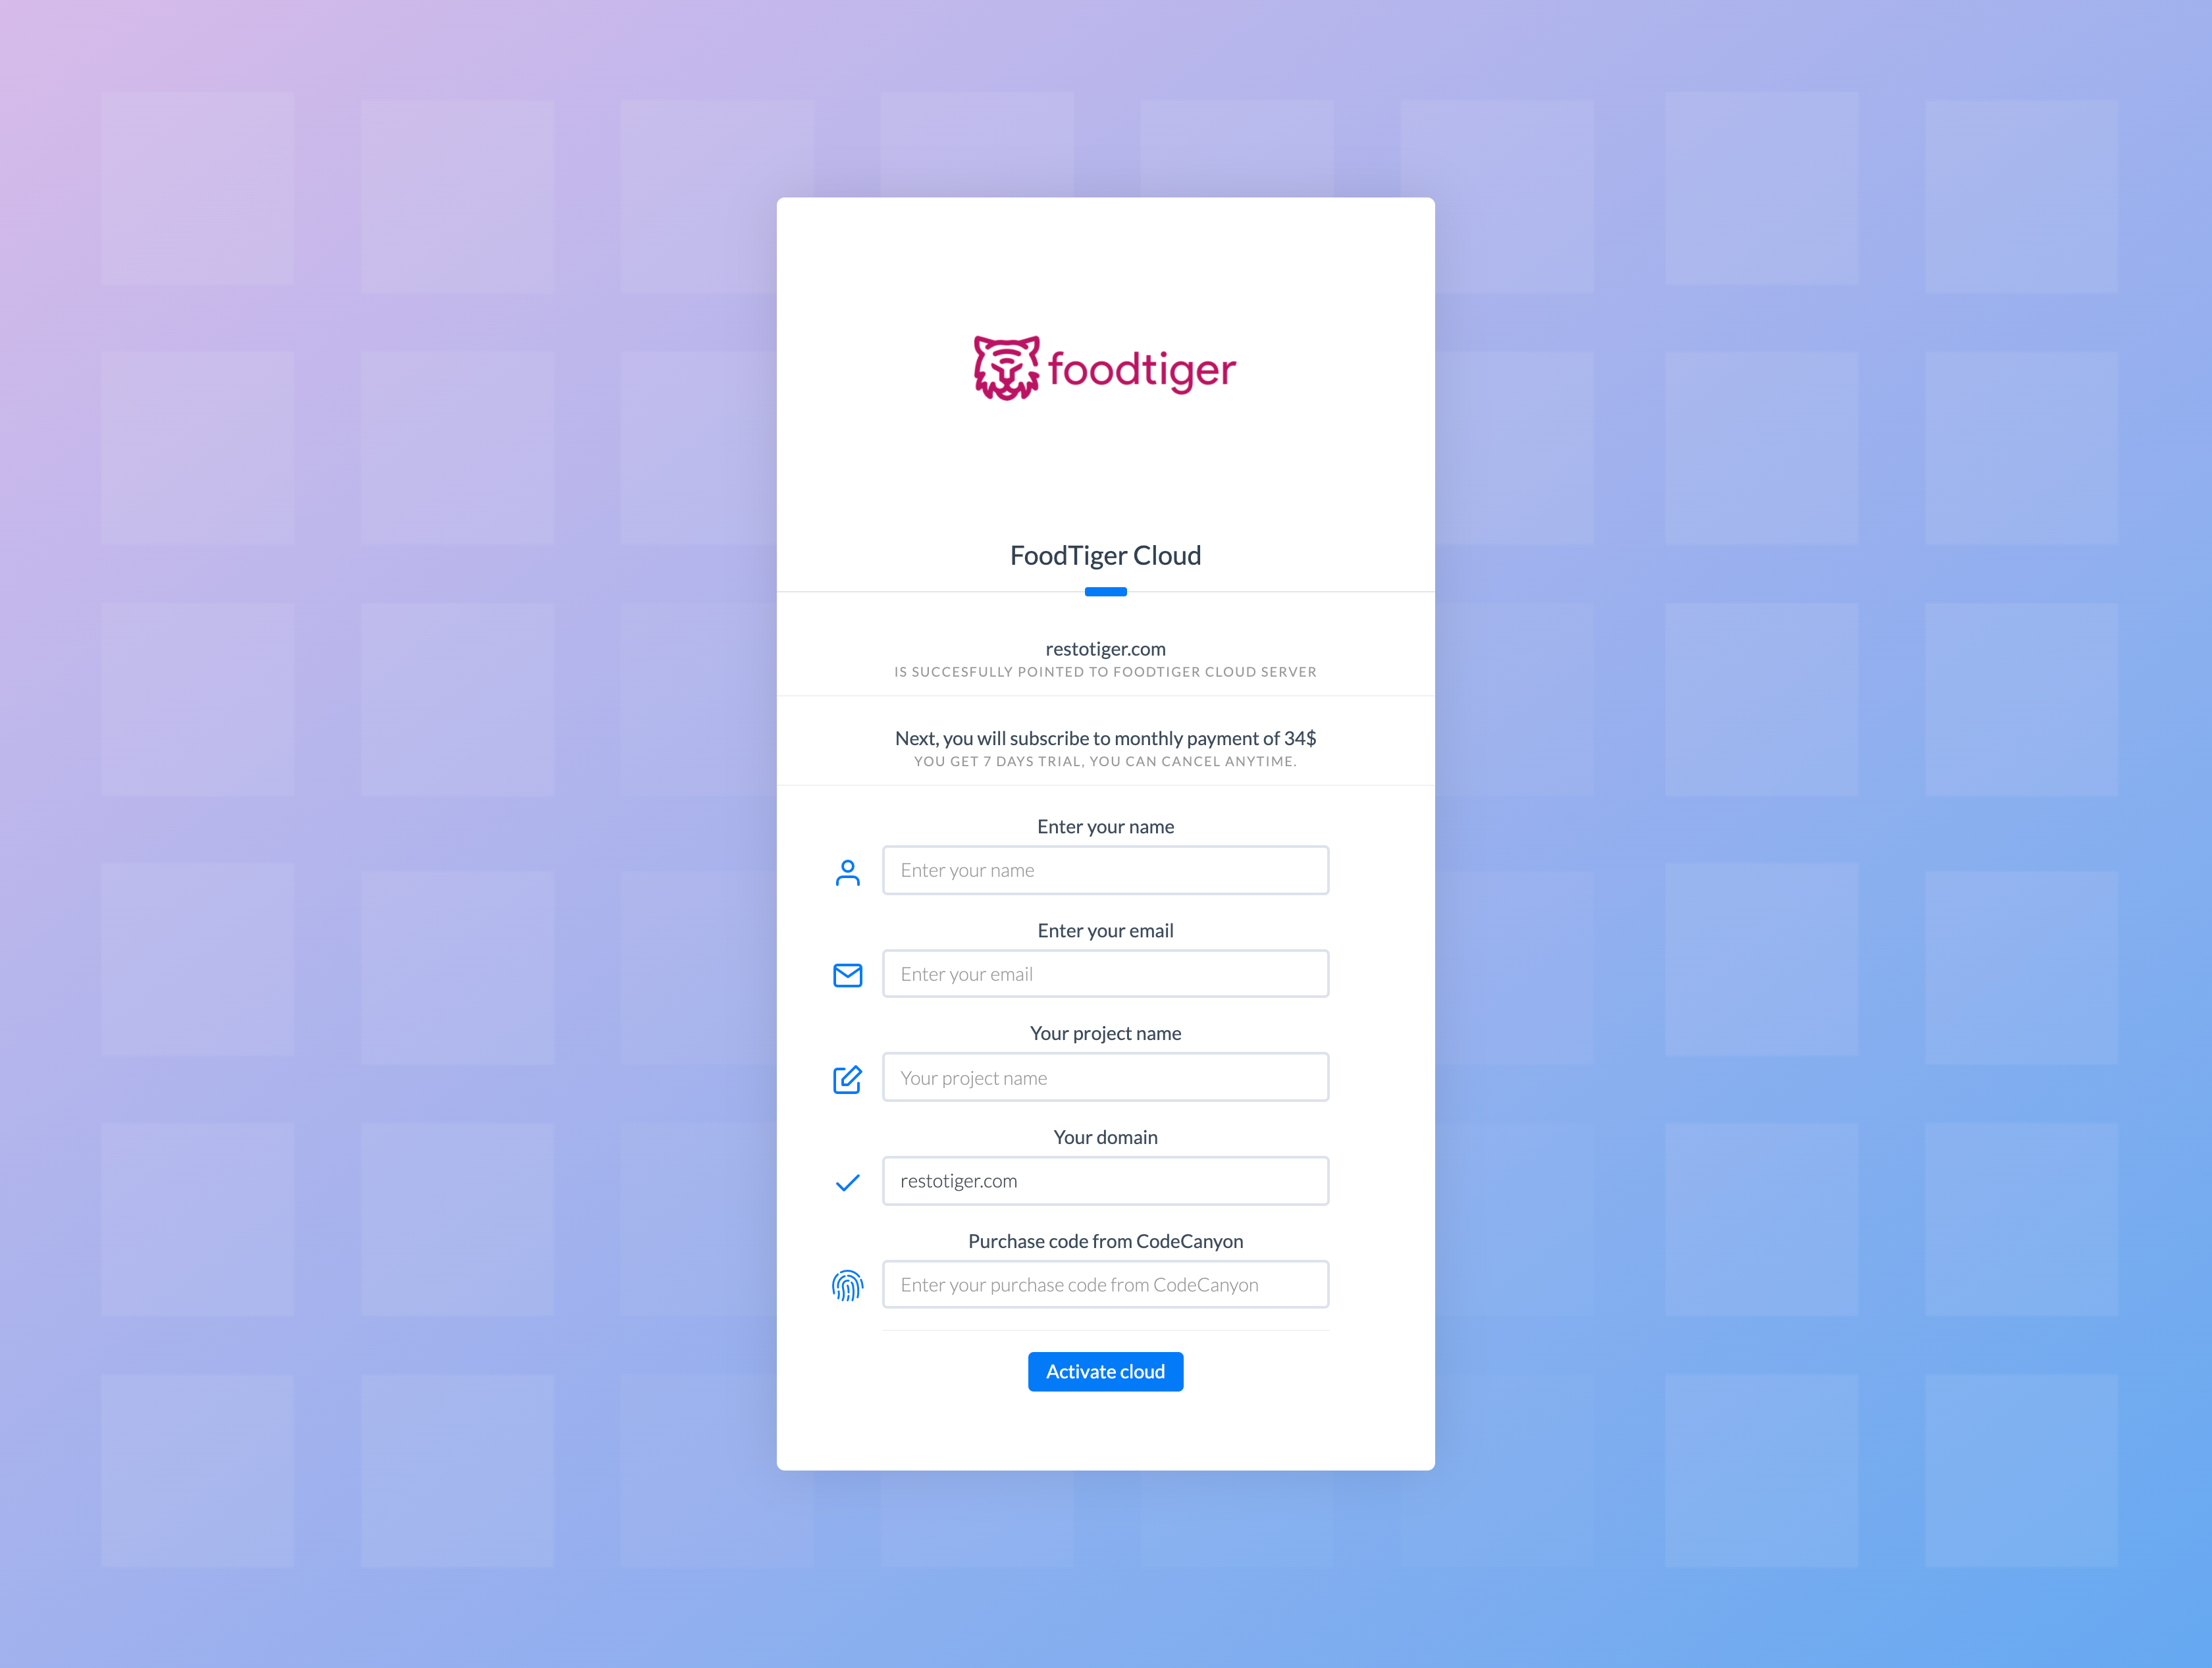 foodtiger
FoodTiger Cloud
restotiger.com
IS SUCCESFULLY POINTED TO FOODTIGER CLOUD SERVER
Next, you will subscribe to monthly payment of 34$
YOU GET 7 DAYS TRIAL, YOU CAN CANCEL ANYTIME.
Enter your name
Enter your name
Enter your email
Enter your email
Your project name
Your project name
Your domain
restotiger.com
Purchase code from CodeCanyon
Enter your purchase code from CodeCanyon
Activate cloud